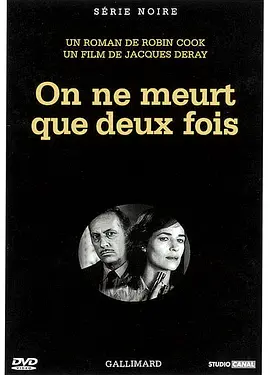 SÉRIE NOIRE
UN ROMAN DE ROBIN COOK
UN FILM DE JACQUES DERAY
On ne meurt
que deux fois
DVD
VIDEO
GALLIMARD
STUDIO CANAL